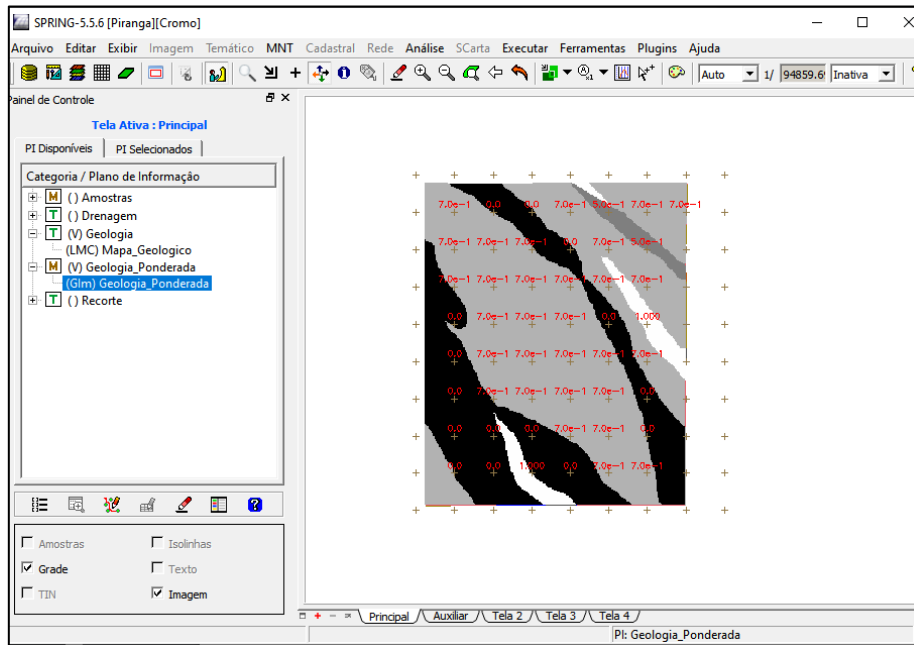 SPRING-5.5.6 [Piranga][Cromo]
Arquivo Editar Exibir Imagem Temático MNT Cadastral Rede Análise SCarta Executar Ferramentas Plugins Ajuda
Auto 1/ 94859.6 Inativa
Painel de Controle
Tela Ativa : Principal
PI Disponíveis PI Selecionados
Categoria / Plano de Informação
M () Amostras
T () Drenagem
T (V) Geologia
(LMC) Mapa_Geologico
M (V) Geologia_Ponderada
(Glm) Geologia_Ponderada
T () Recorte
7.0e-1 0.0 0.0 7.0e-1 5.0e-1 7.0e-1 7.0e-1
7.0e-1 7.0e-1 7.0e-1 0.0 7.0e-1 5.0e-1
7.0e-1 7.0e-1 7.0e-1 7.0e-1 7.0e-1
0.0 7.0e-1 7.0e-1 7.0e-1 0.0 1.000
0.0 7.0e-1 7.0e-1 7.0e-1 7.0e-1 7.0e-1
0.0 7.0e-1 7.0e-1 7.0e-1 7.0e-1 0.0
0.0 0.0 0.0 7.0e-1 7.0e-1 0.0
0.0 0.0 1.000 0.0 7.0e-1 7.0e-1
Amostras Isolinhas
Grade Texto
TIN Imagem
Principal Auxiliar Tela 2 Tela 3 Tela 4
PI: Geologia_Ponderada